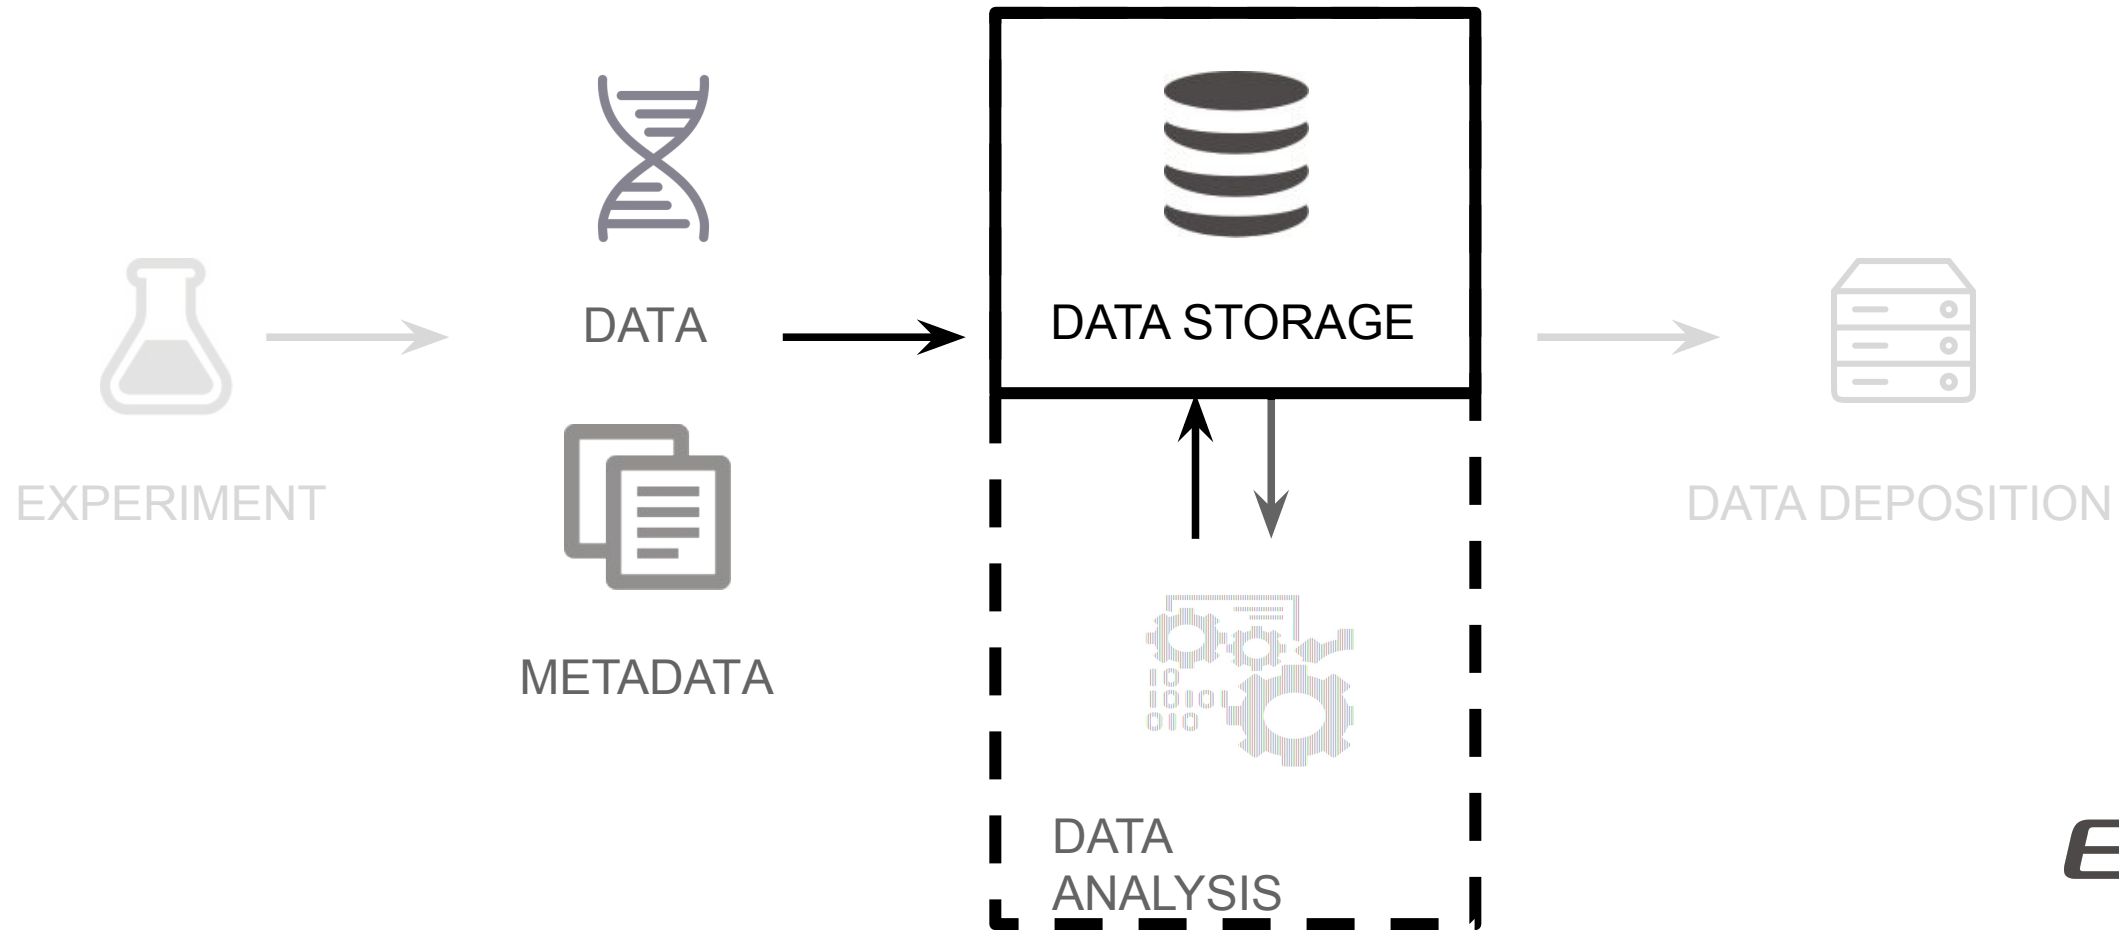 DATA STORAGE
DATA
EXPERIMENT
DATA DEPOSITION
METADATA
DATA
ANALYSIS